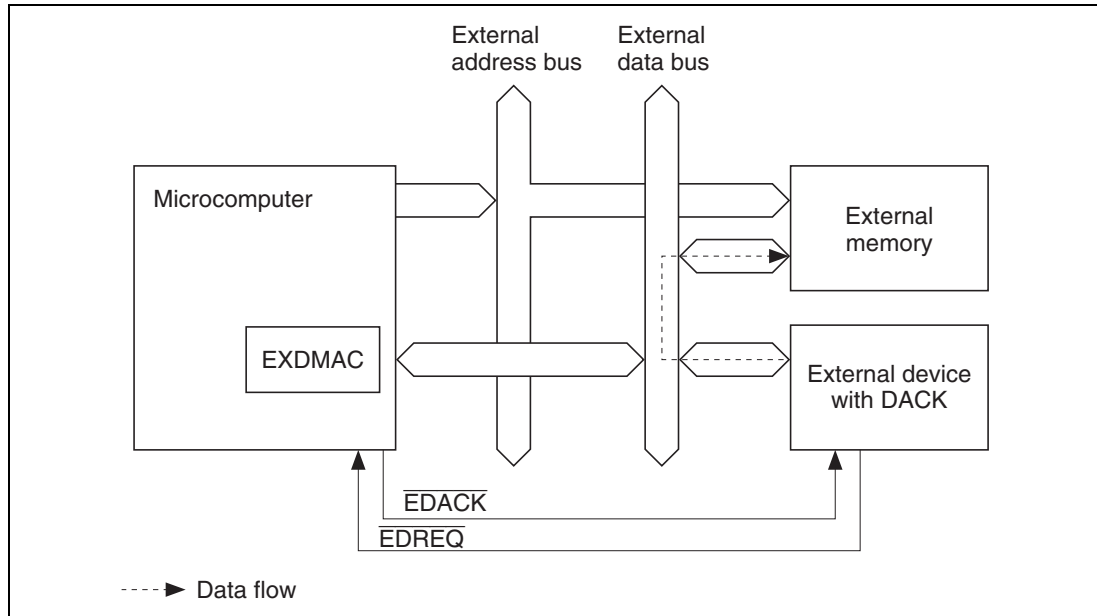 External
address bus
External
data bus
Microcomputer
External
memory
EXDMAC
External device
with DACK
EDACK
EDREQ
Data flow